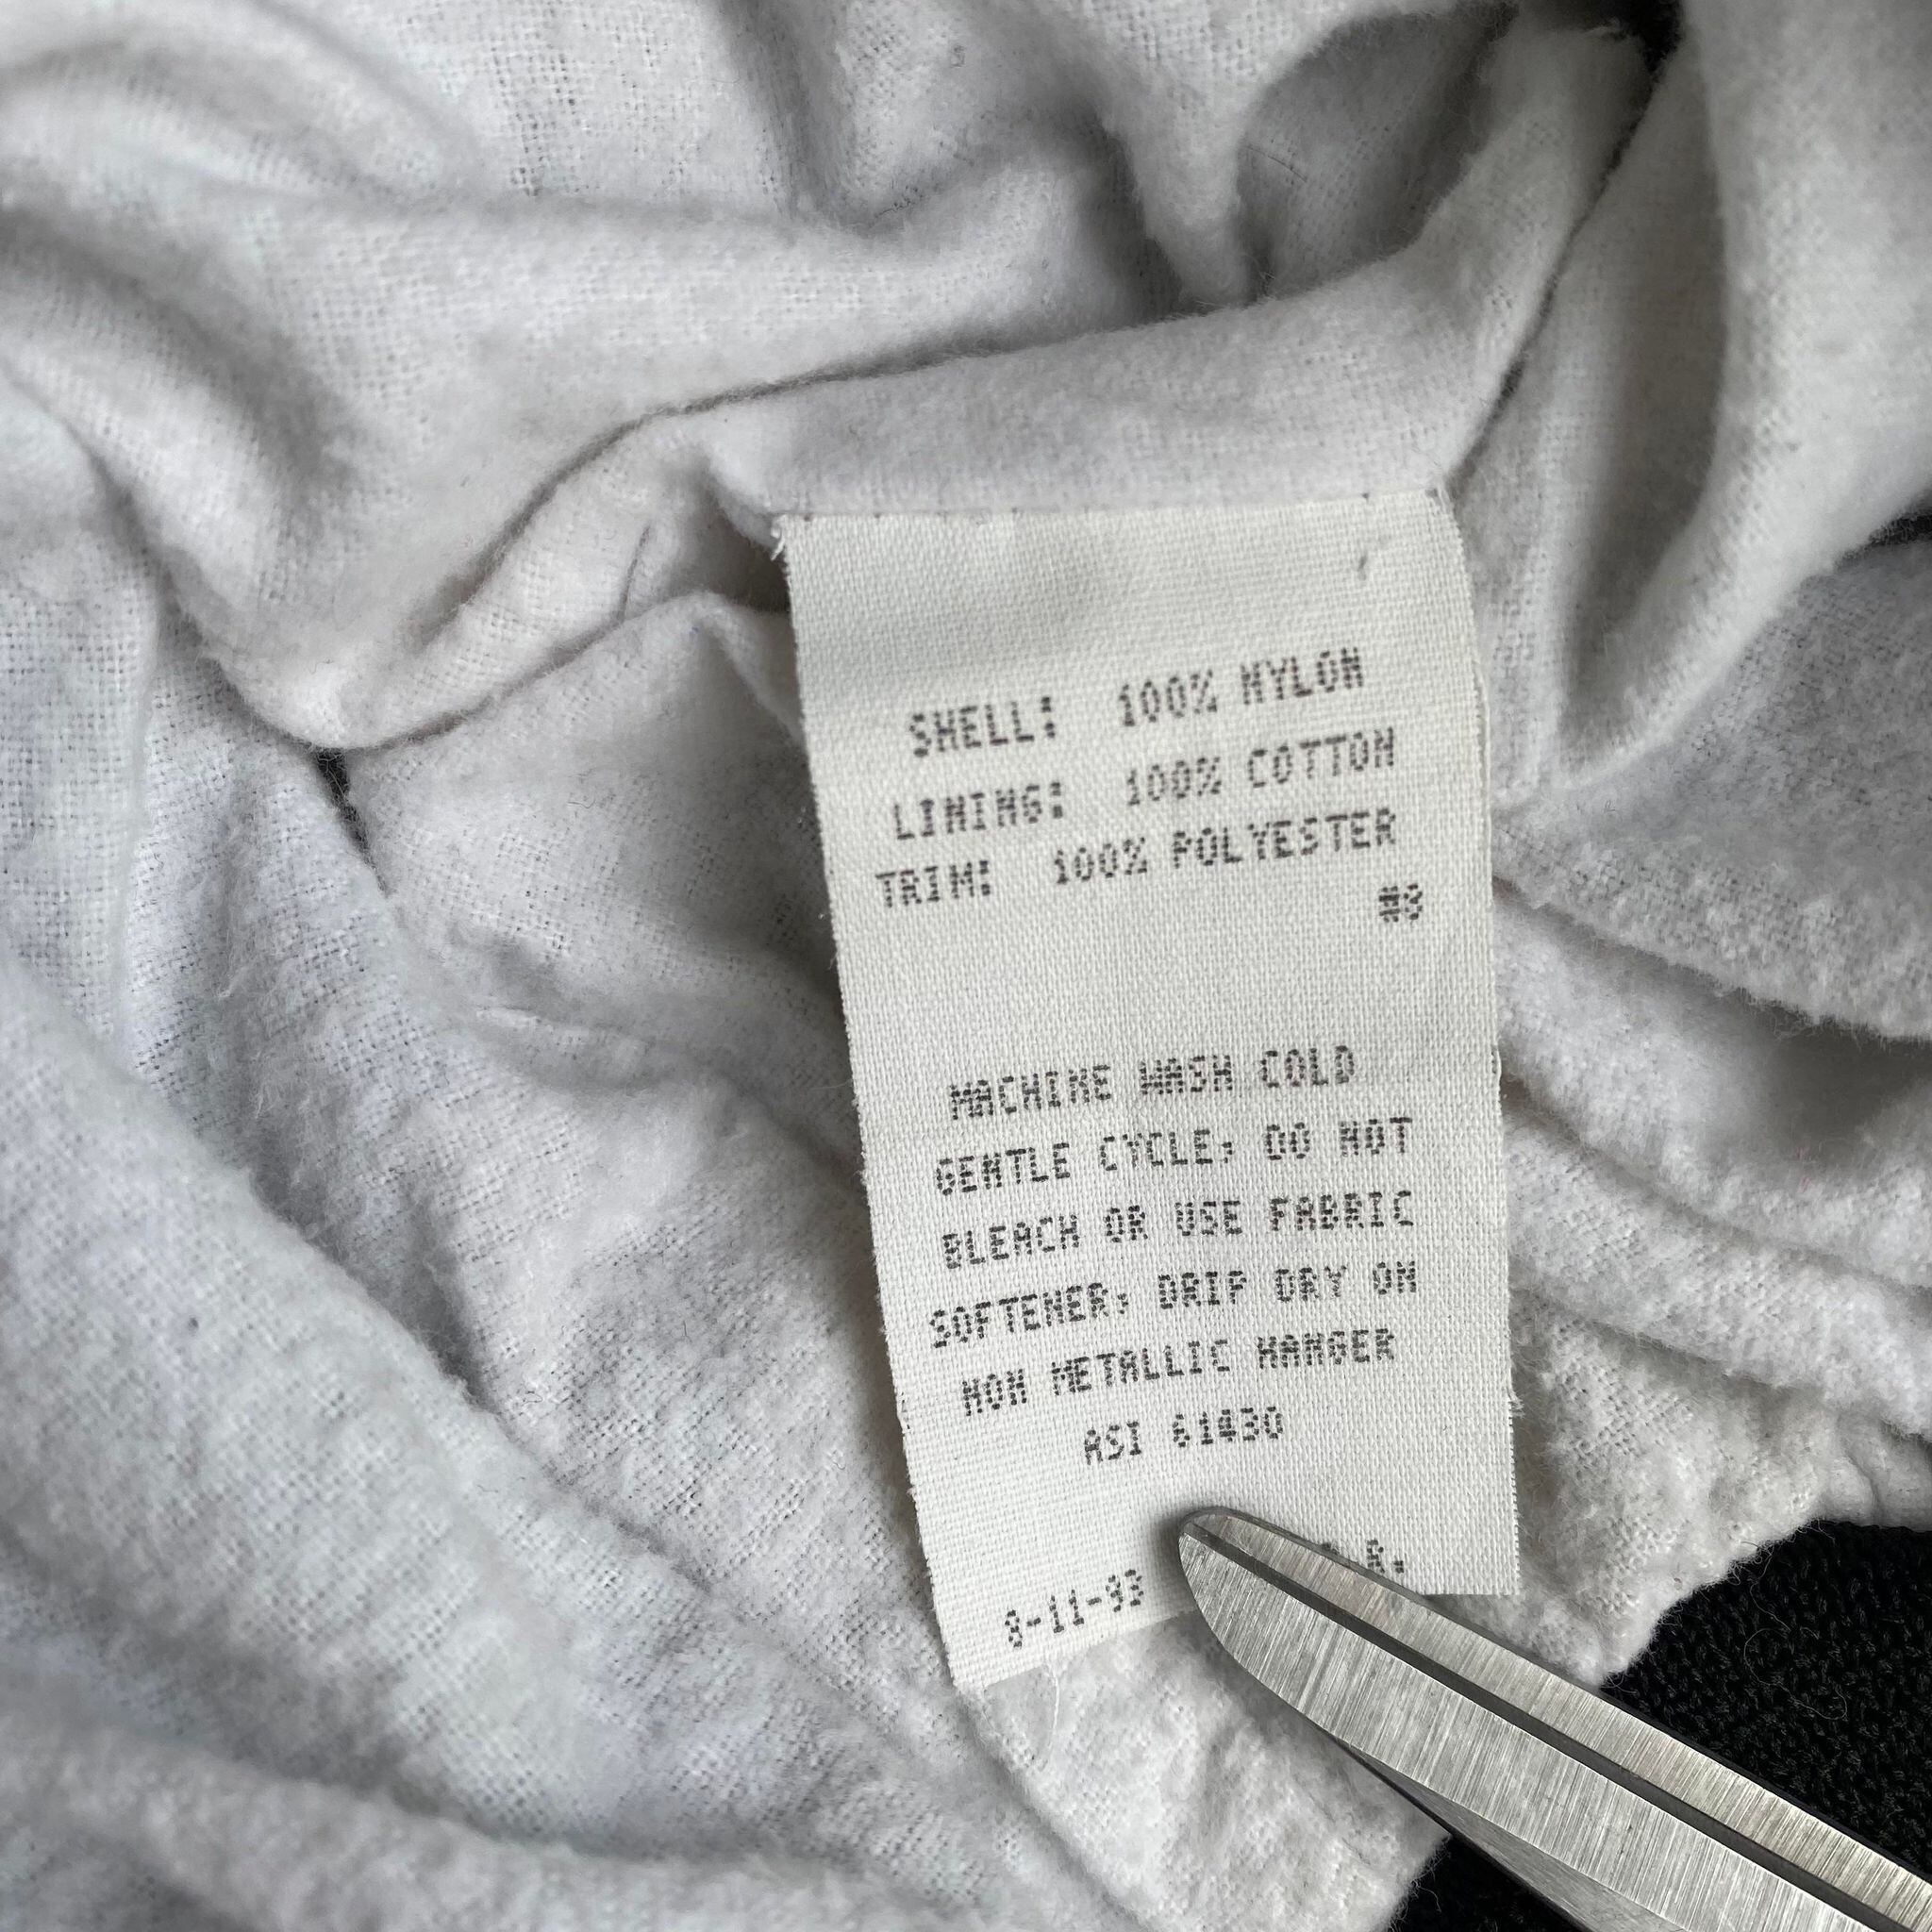 SHELL: 100% NYLON
LINING: 100% COTTON
TRIM: 100% POLYESTER
#8
MACHINE WASH COLD
GENTLE CYCLE; DO NOT
BLEACH OR USE FABRIC
SOFTENER; DRIP DRY ON
NON METALLIC HANGER
ASI 61430
8-11-93 R.